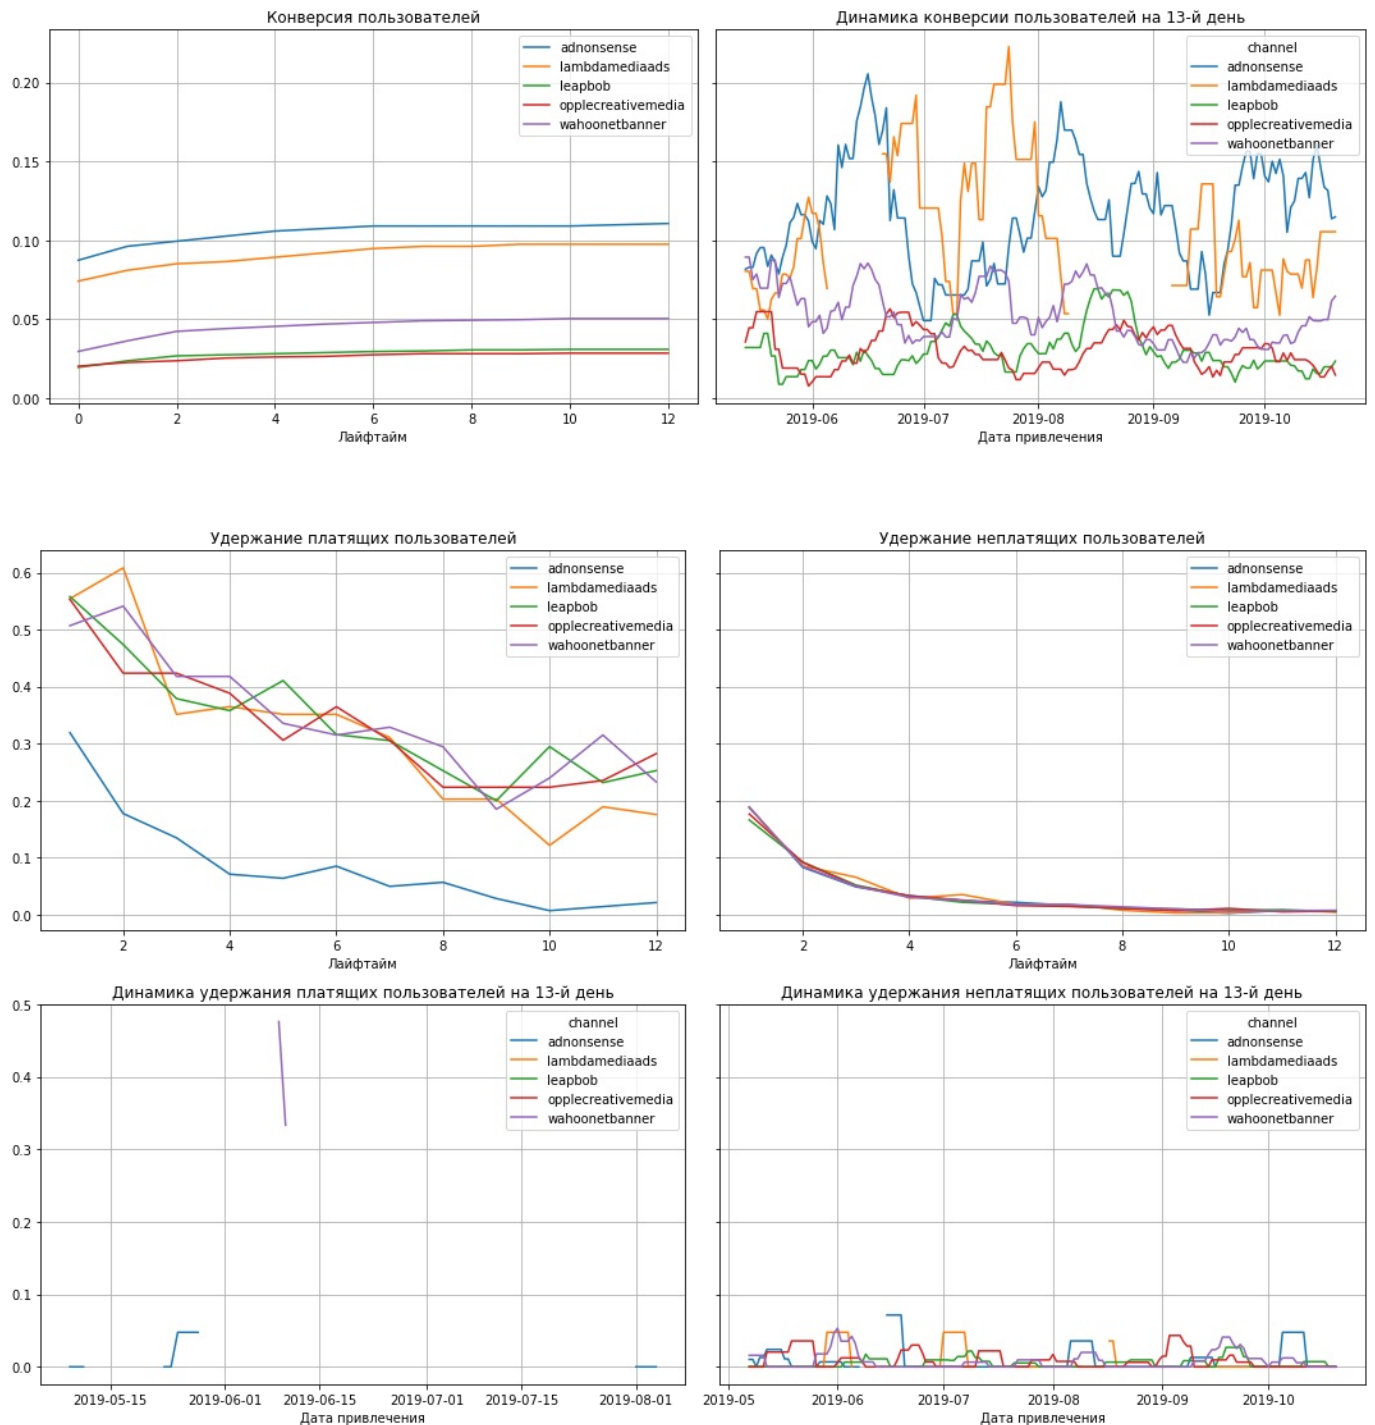 Конверсия пользователей
adnonsense
lambdamediaads
leapbob
opplecreativemedia
wahoonetbanner
0.20
0.15
0.10
0.05
0.00
0 2 4 6 8 10 12
Лайфтайм
Динамика конверсии пользователей на 13-й день
channel
adnonsense
lambdamediaads
leapbob
opplecreativemedia
wahoonetbanner
2019-06 2019-07 2019-08 2019-09 2019-10
Дата привлечения
Удержание платящих пользователей
adnonsense
lambdamediaads
leapbob
opplecreativemedia
wahoonetbanner
0.6
0.5
0.4
0.3
0.2
0.1
0.0
2 4 6 8 10 12
Лайфтайм
Удержание неплатящих пользователей
adnonsense
lambdamediaads
leapbob
opplecreativemedia
wahoonetbanner
2 4 6 8 10 12
Лайфтайм
Динамика удержания платящих пользователей на 13-й день
channel
adnonsense
lambdamediaads
leapbob
opplecreativemedia
wahoonetbanner
0.5
0.4
0.3
0.2
0.1
0.0
2019-05-15 2019-06-01 2019-06-15 2019-07-01 2019-07-15 2019-08-01
Дата привлечения
Динамика удержания неплатящих пользователей на 13-й день
channel
adnonsense
lambdamediaads
leapbob
opplecreativemedia
wahoonetbanner
2019-05 2019-06 2019-07 2019-08 2019-09 2019-10
Дата привлечения